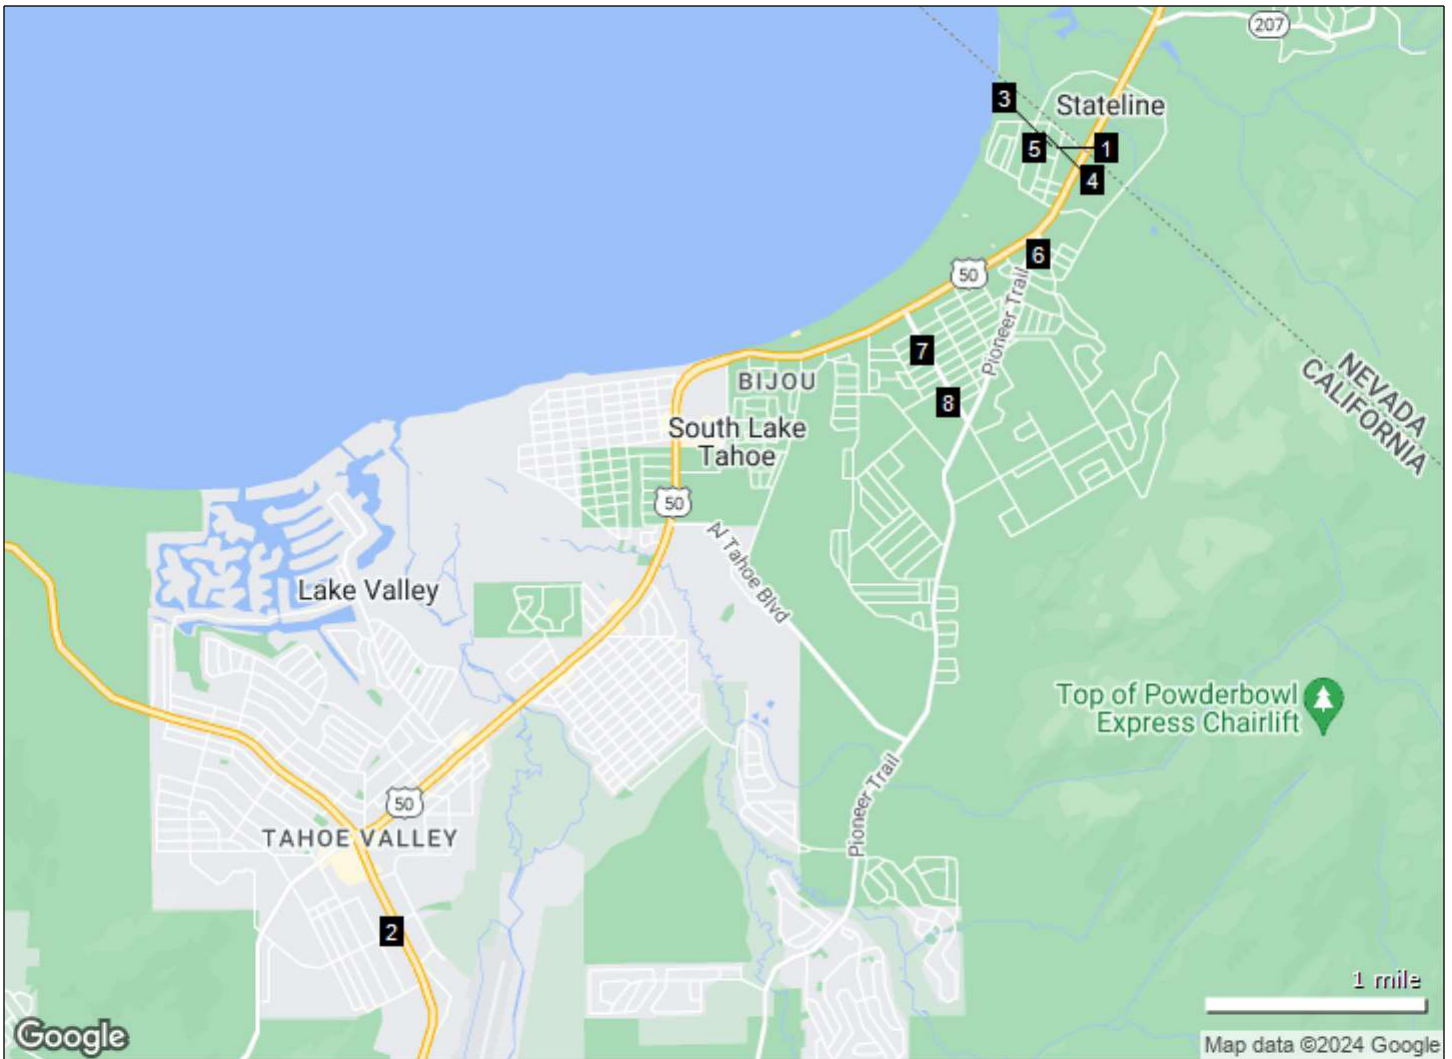 207
3
Stateline
5
1
4
6
50
Pioneer Trail
7
BIJOU
8
NEVADA
CALIFORNIA
South Lake
Tahoe
50
Al Tahoe Blvd
Lake Valley
Top of Powderbowl
Express Chairlift
50
Pioneer Trail
TAHOE VALLEY
2
1 mile
Google
Map data ©2024 Google